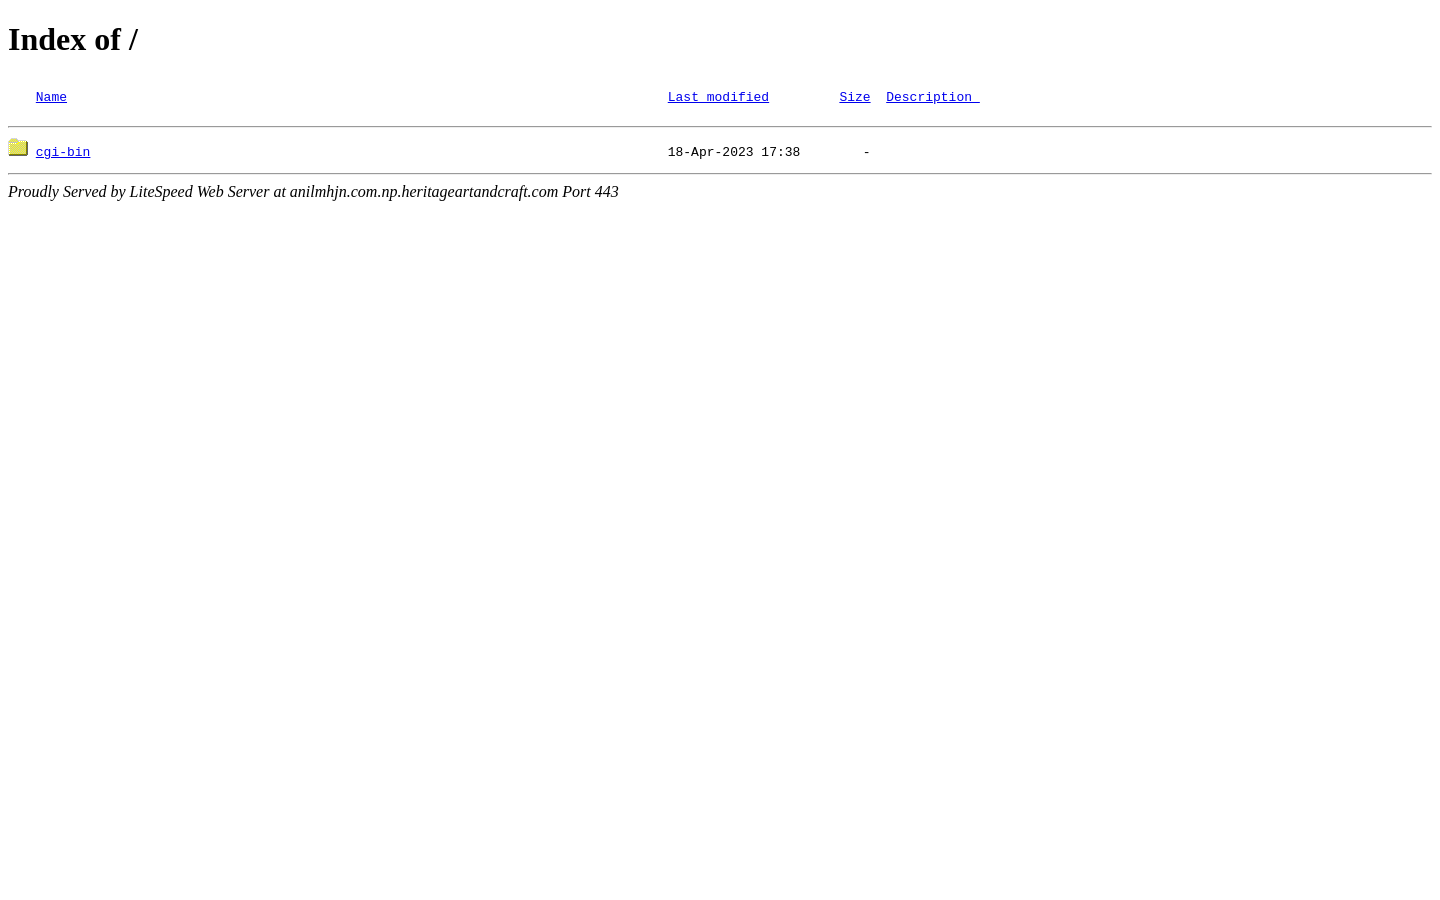 Index of /
Name Last modified Size Description
cgi-bin 18-Apr-2023 17:38 -
Proudly Served by LiteSpeed Web Server at anilmhjn.com.np.heritageartandcraft.com Port 443